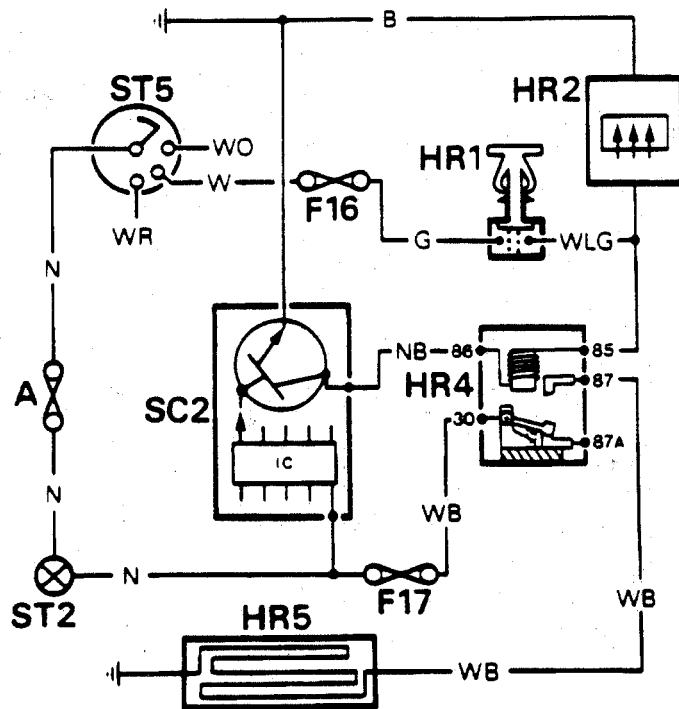 B
ST5
HR2
WO
HR1
W
F16
WR
G
WLG
N
NB
86
85
HR4
87
A
SC2
30
87A
IC
N
WB
N
ST2
F17
WB
HR5
WB